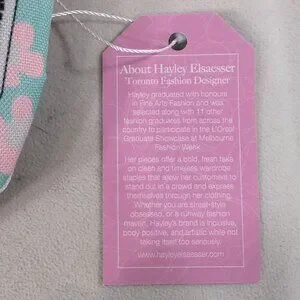 About Hayley Elsaesser
Toronto Fashion Designer
Hayley graduated with honours
in Fine Arts Fashion and was
selected along with 11 other
fashion graduates from across the
country to participate in the L'Oréal
Graduate Showcase at Melbourne
Fashion Week.
Her pieces offer a bold, fresh take
on clean and timeless wardrobe
staples that allow her customers to
stand out in a crowd and express
themselves through her clothing.
Whether you are street-style
obsessed, or a runway fashion
maven, Hayley's brand is inclusive,
body positive, and artistic while not
taking itself too seriously.
www.hayleyelsaesser.com